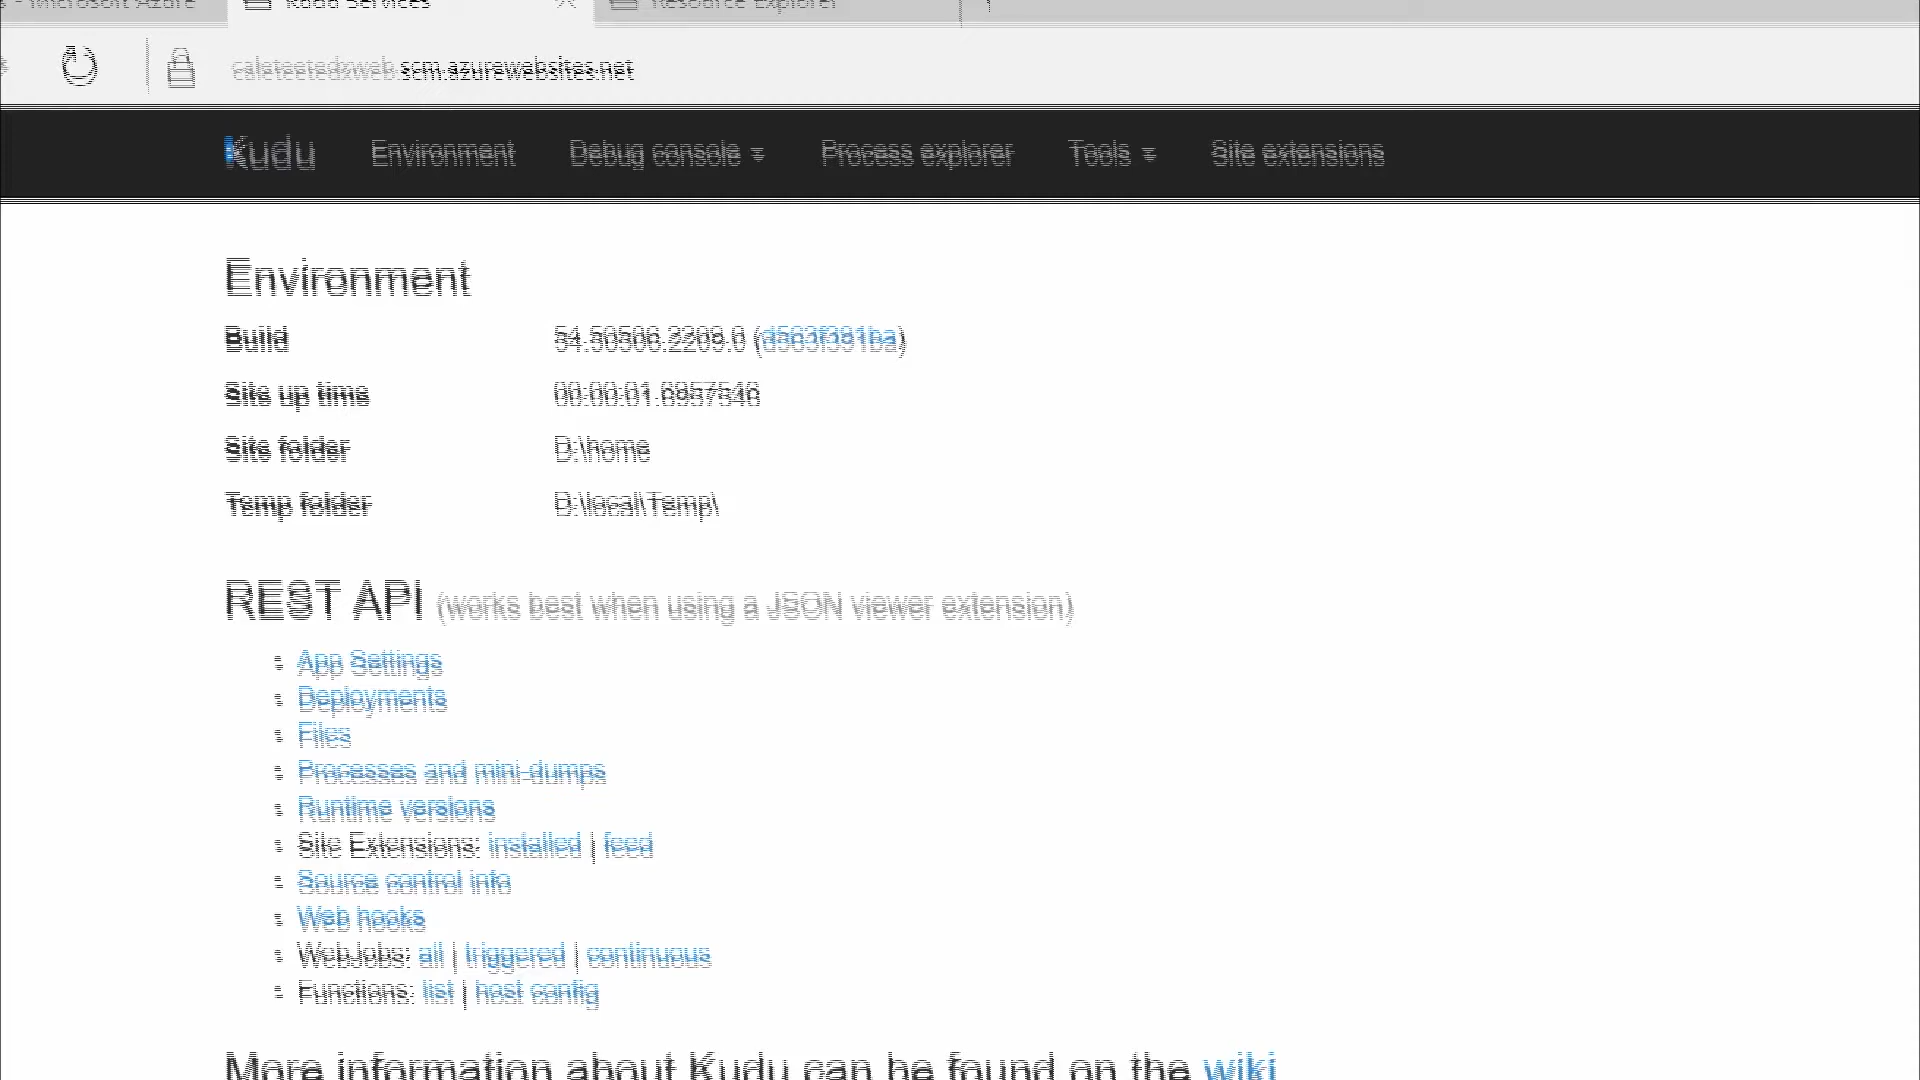 - Microsoft Azure
Kudu Services
Resource Explorer
caleteetedxweb.scm.azurewebsites.net
Kudu Environment Debug console Process explorer Tools Site extensions
Environment
Build
Site up time
Site folder D:\home
Temp folder D:\local\Temp\
REST API (works best when using a JSON viewer extension)
App Settings
Deployments
Files
Processes and mini-dumps
Runtime versions
Site Extensions: installed | feed
Source control info
Web hooks
WebJobs: all | triggered | continuous
Functions: list | host config
More information about Kudu can be found on the wiki